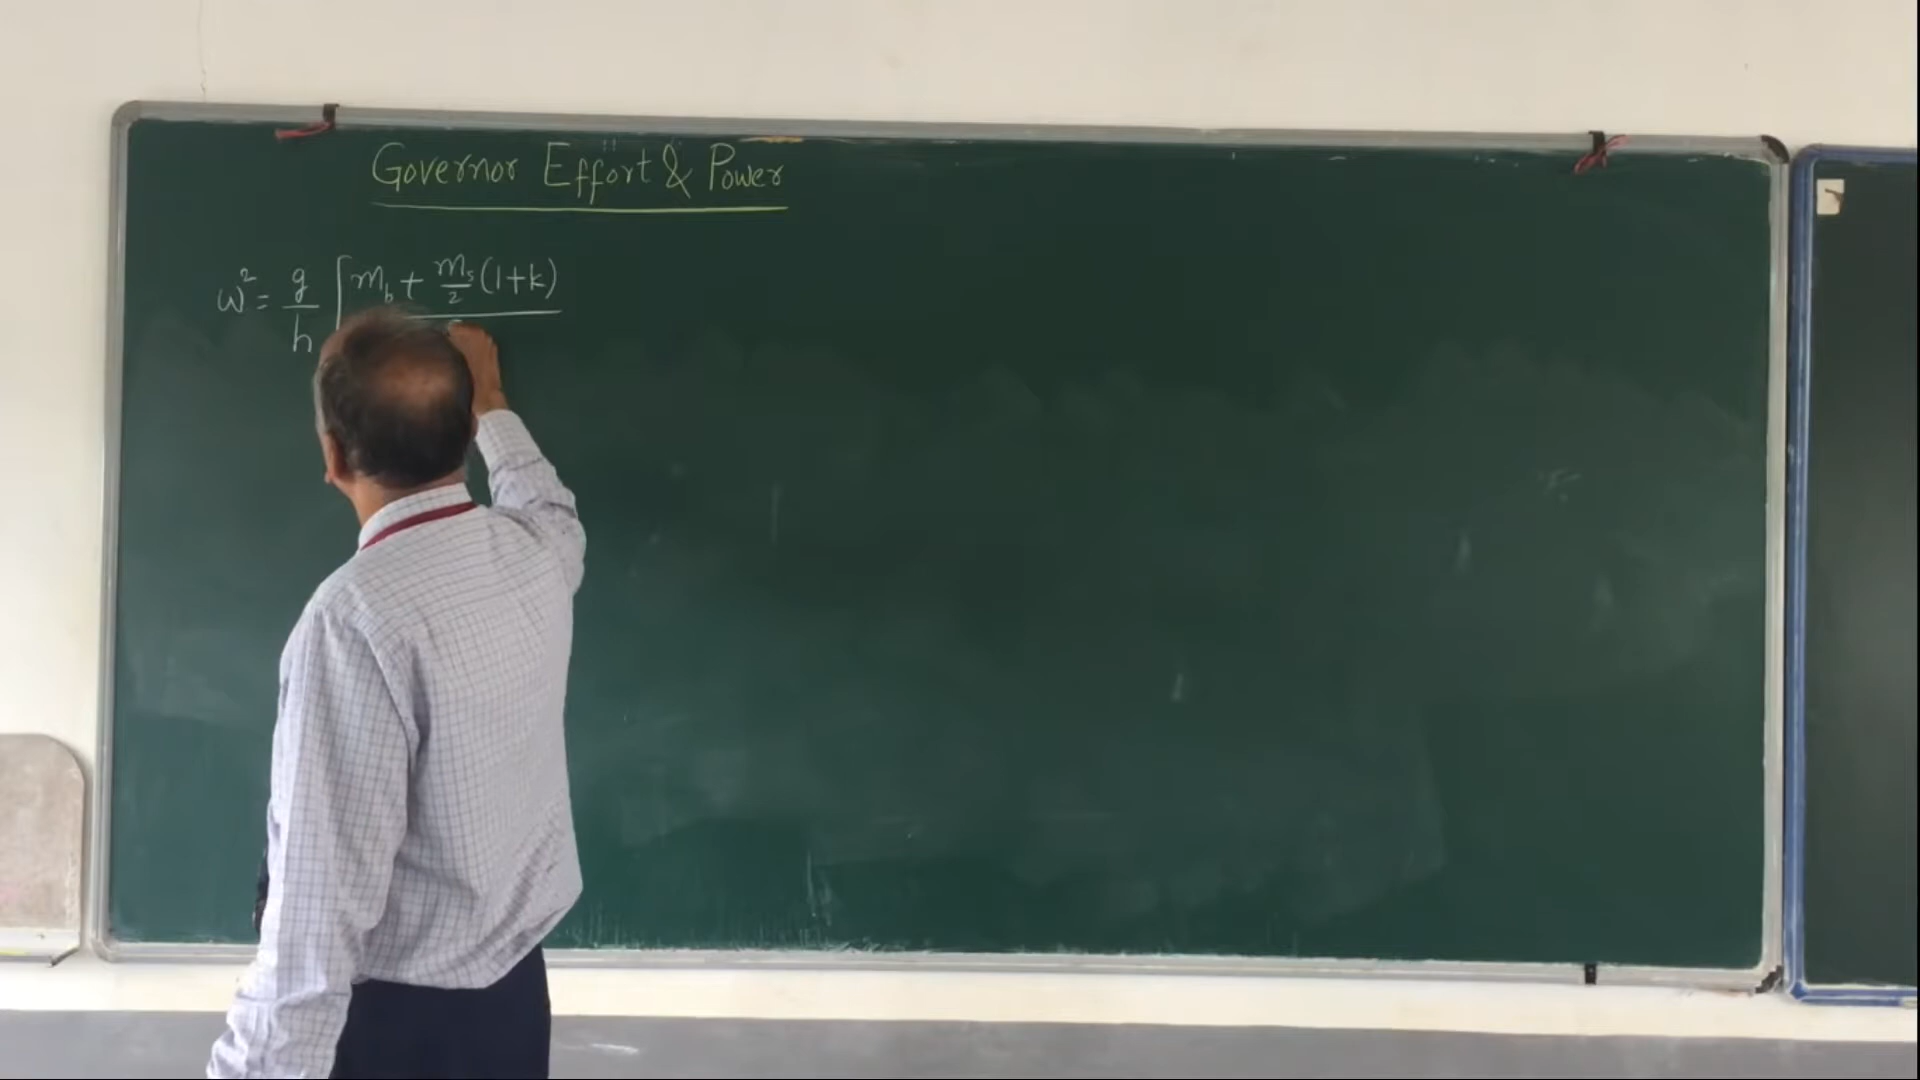 Governor Effort & Power
ω² = g/h [m_b + m_s/2 (1+k)